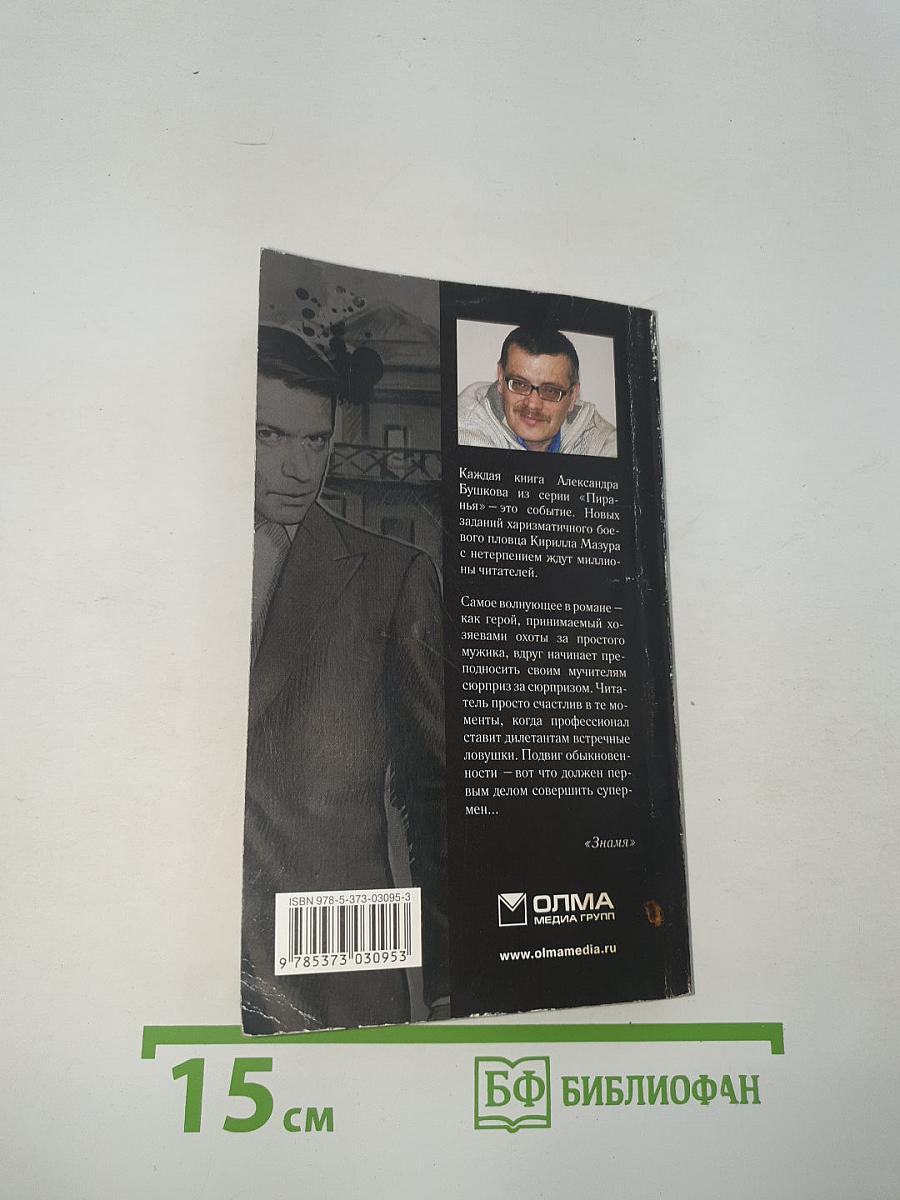 Каждая книга Александра
Бушкова из серии «Пира-
нья» – это событие. Новых
заданий харизматичного бое-
вого пловца Кирилла Мазура
с нетерпением ждут миллио-
ны читателей.
Самое волнующее в романе –
как герой, принимаемый хо-
зяевами охоты за простого
мужика, вдруг начинает пре-
подносить своим мучителям
сюрприз за сюрпризом. Чита-
тель просто счастлив в те мо-
менты, когда профессионал
ставит дилетантам встречные
ловушки. Подвиг обыкновен-
ности – вот что должен пер-
вым делом совершить супер-
мен...
«Знамя»
ISBN 978-5-373-03095-3
9 785373 030953
ОЛМА
МЕДИА ГРУПП
www.olmamedia.ru
15 см
БФ БИБЛИОФАН